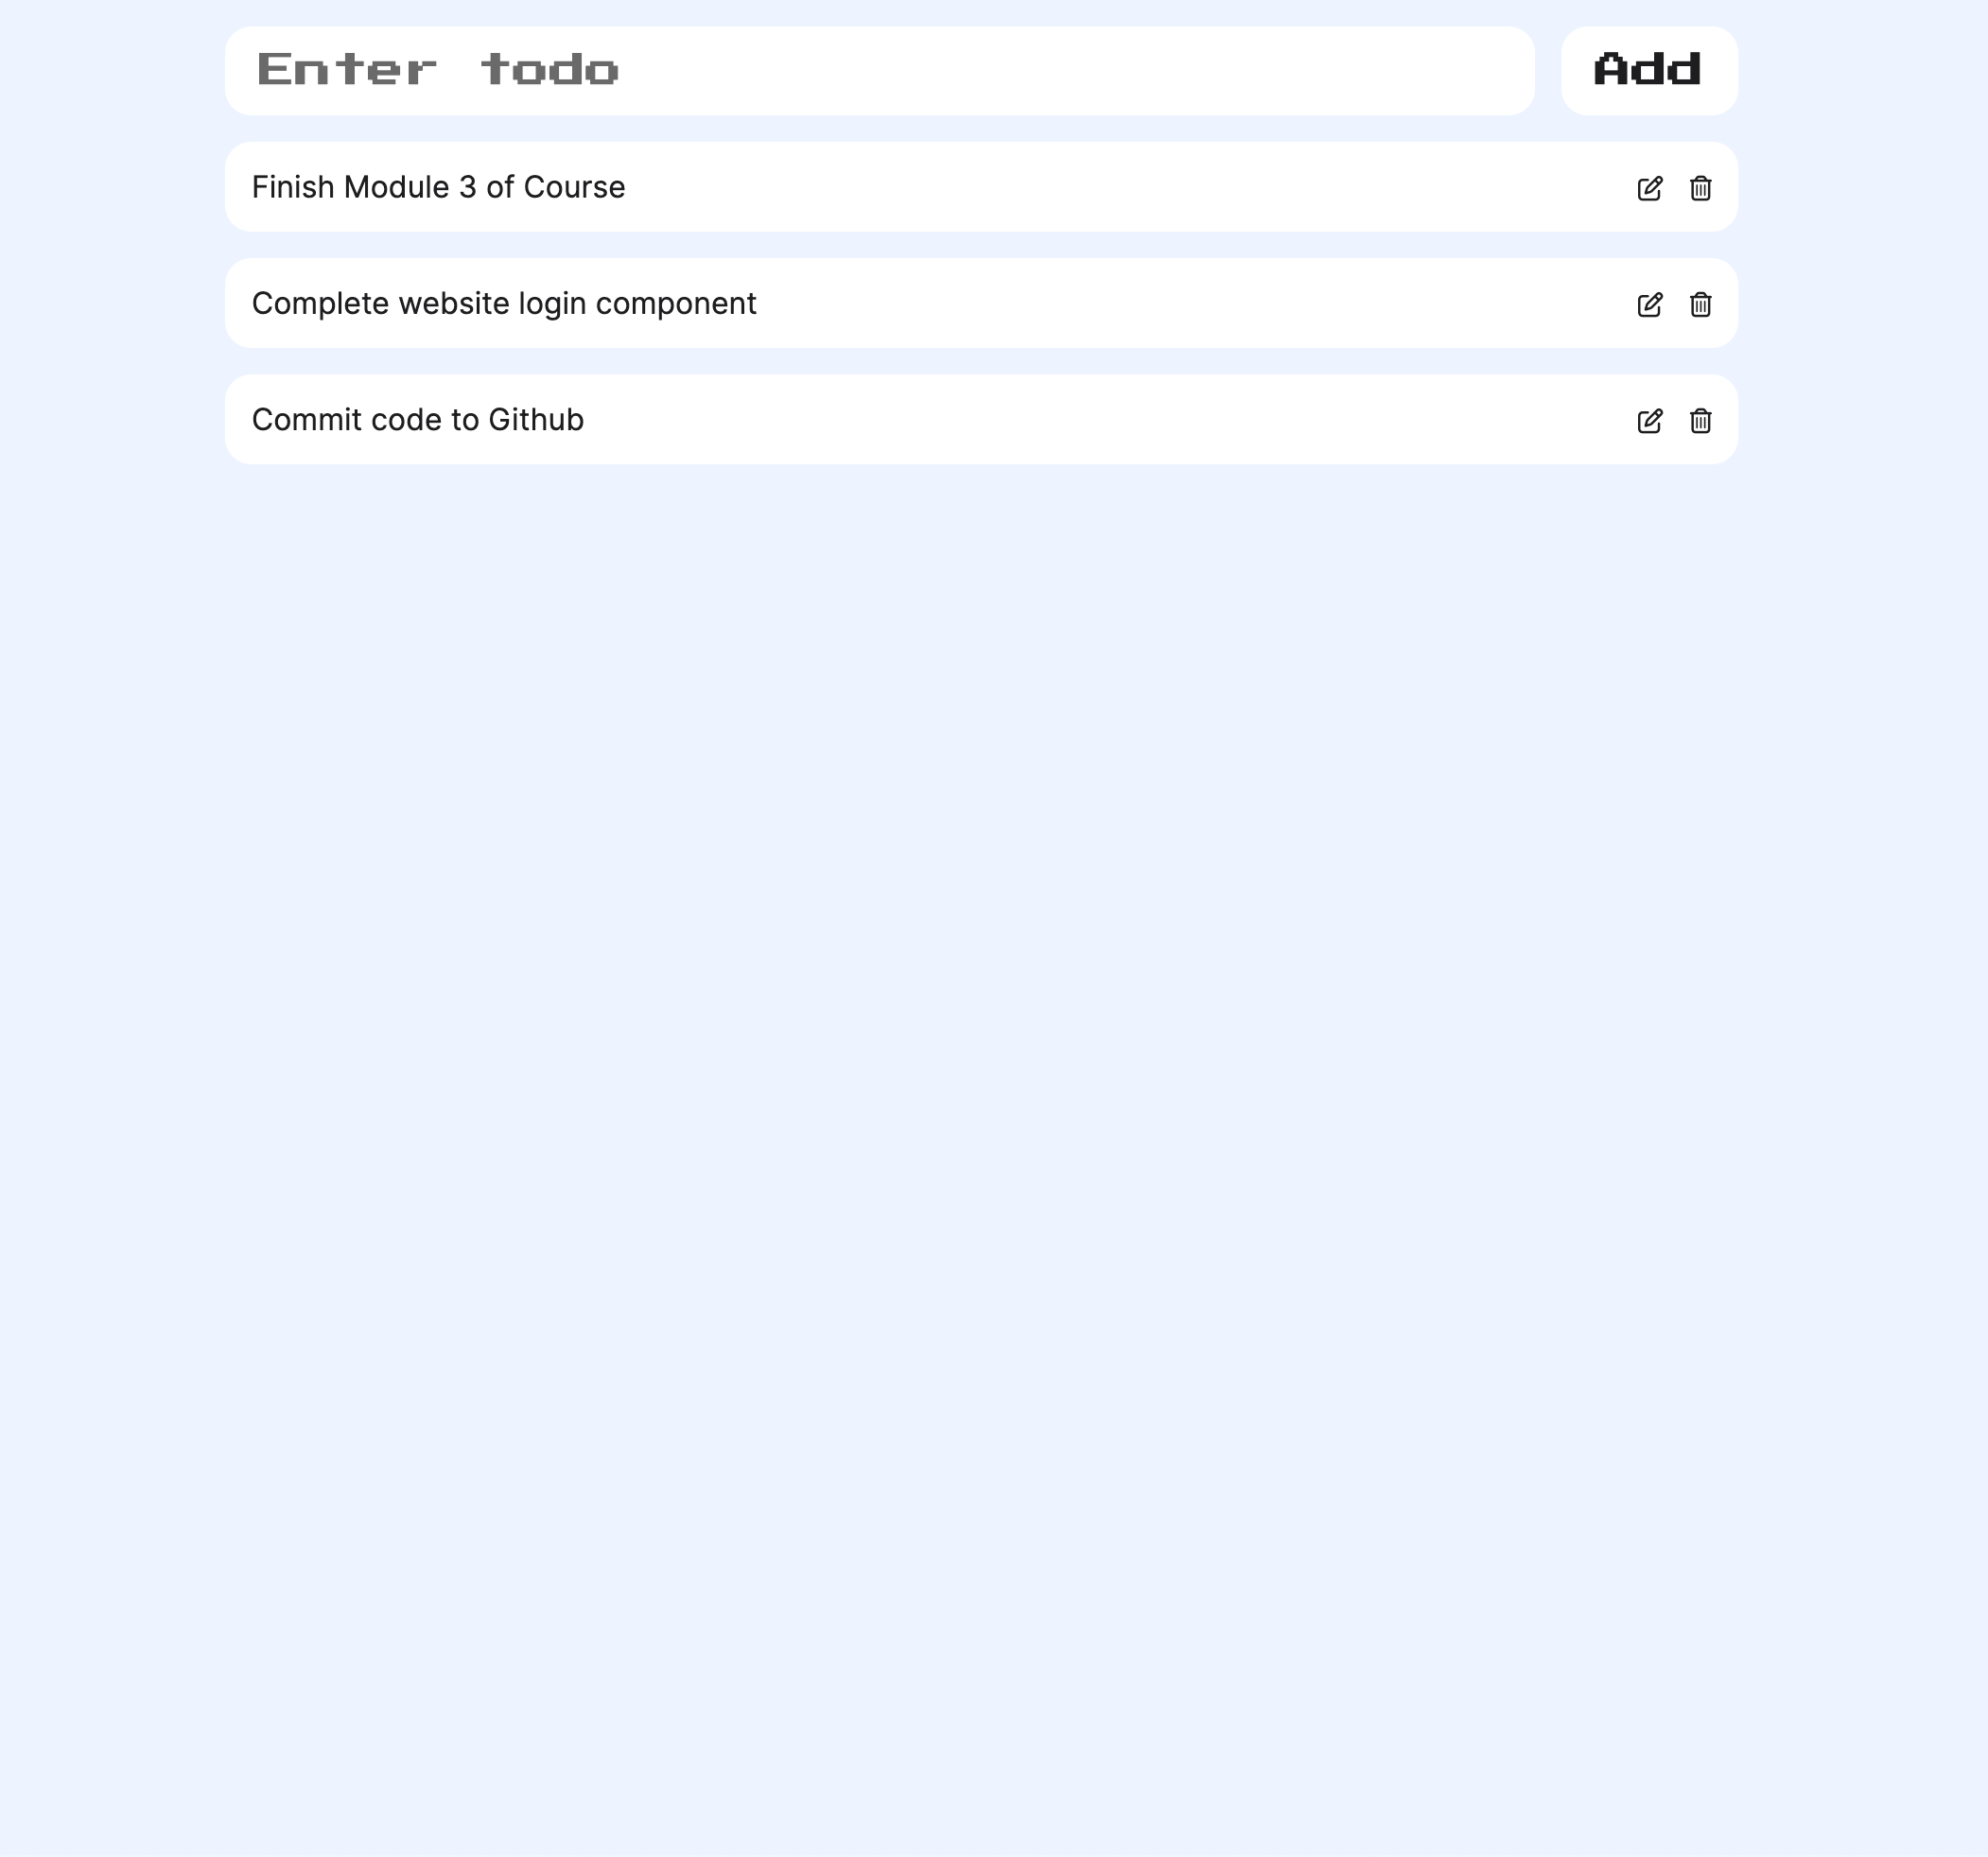 Enter todo
Add
Finish Module 3 of Course
Complete website login component
Commit code to Github